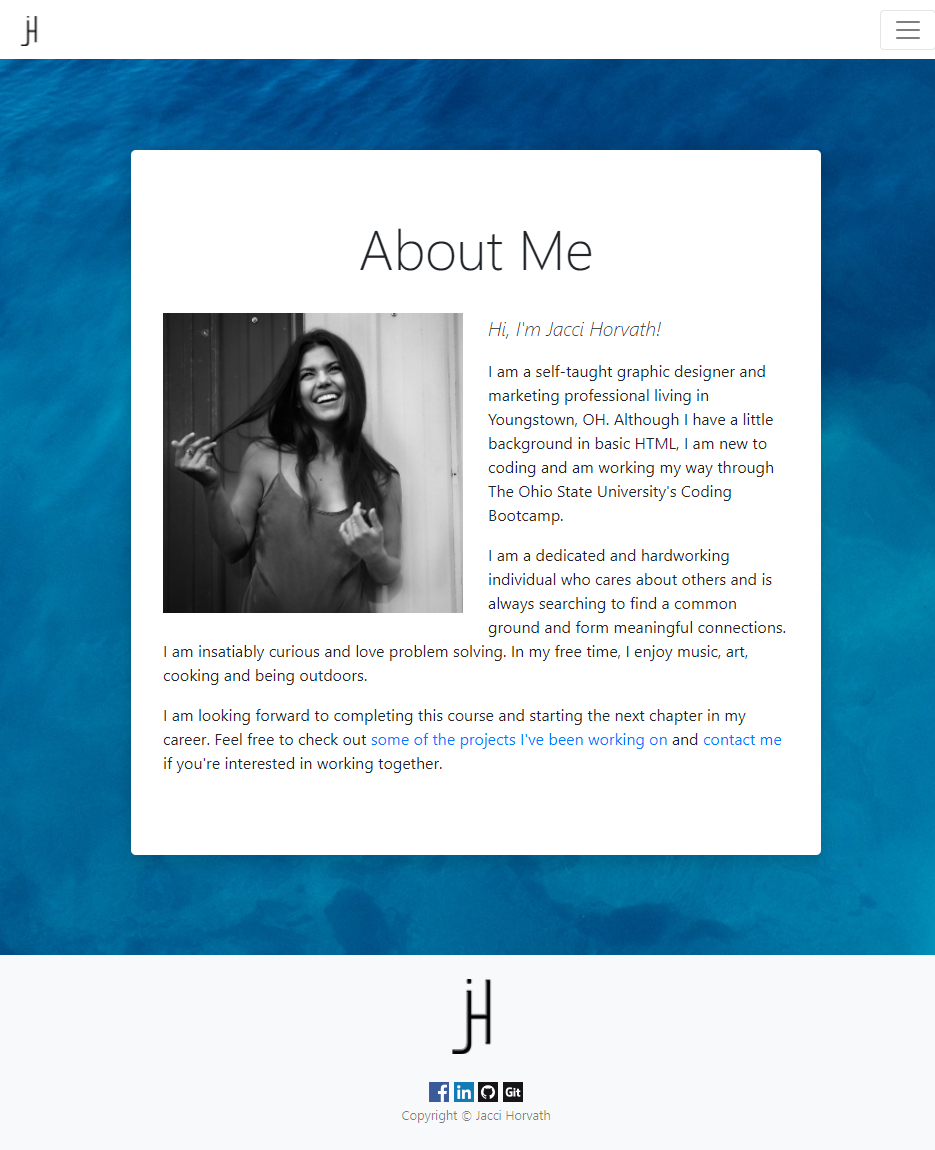 jH
About Me
Hi, I'm Jacci Horvath!
I am a self-taught graphic designer and
marketing professional living in
Youngstown, OH. Although I have a little
background in basic HTML, I am new to
coding and am working my way through
The Ohio State University's Coding
Bootcamp.
I am a dedicated and hardworking
individual who cares about others and is
always searching to find a common
ground and form meaningful connections.
I am insatiably curious and love problem solving. In my free time, I enjoy music, art,
cooking and being outdoors.
I am looking forward to completing this course and starting the next chapter in my
career. Feel free to check out some of the projects I've been working on and contact me
if you're interested in working together.
jH
f in Git
Copyright © Jacci Horvath